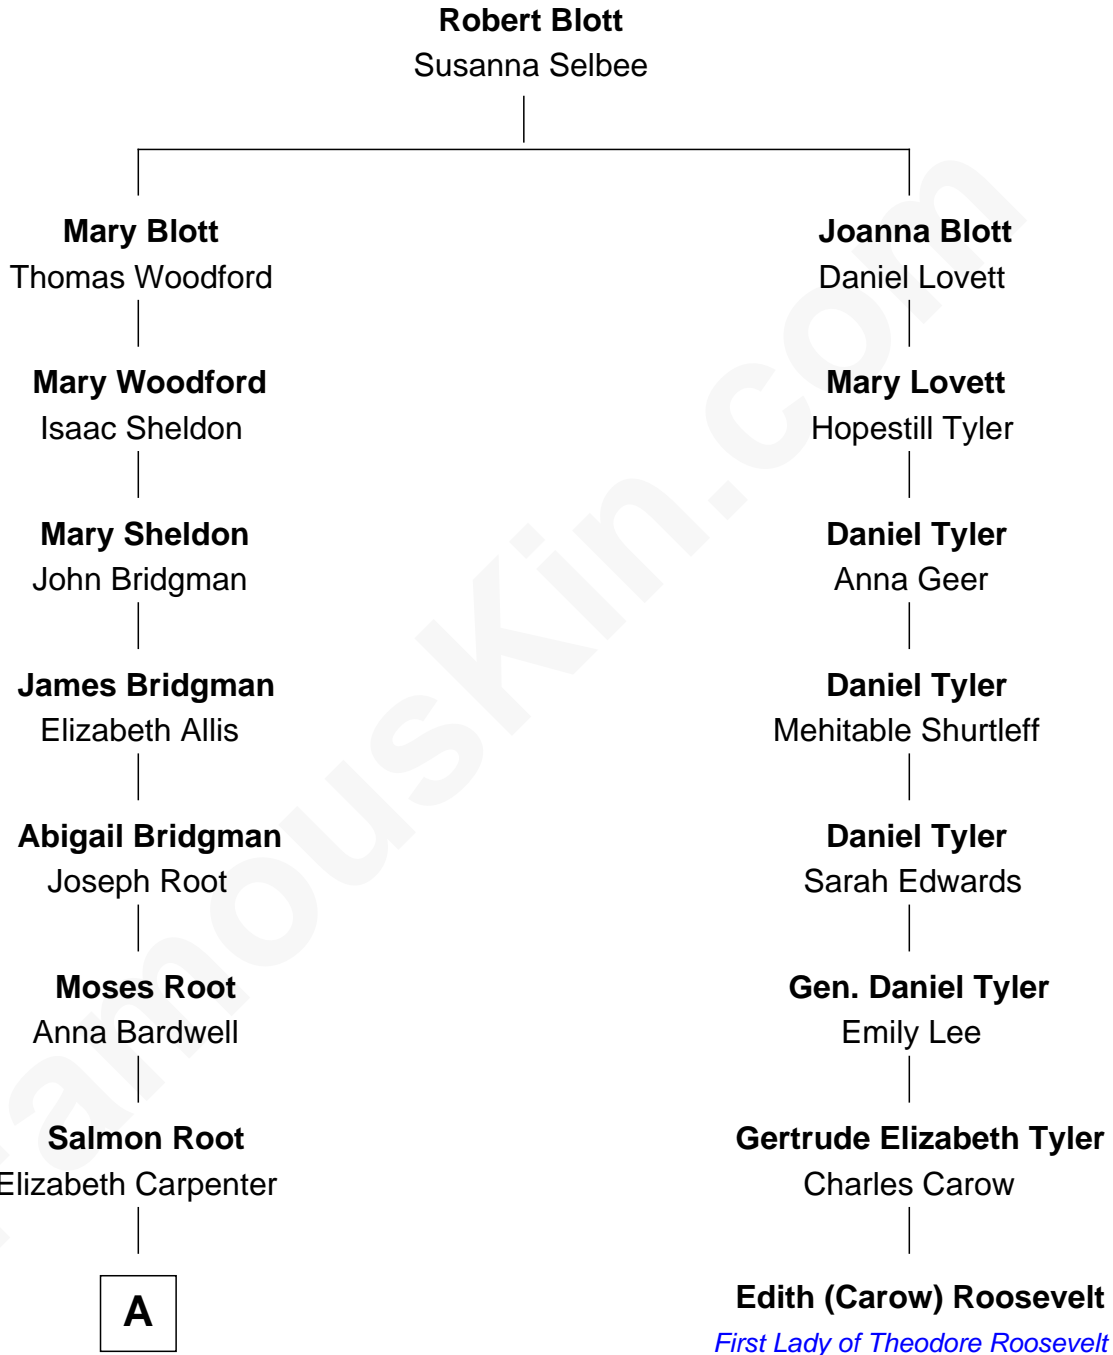 Robert Blott
Susanna Selbee
Mary Blott
Thomas Woodford
Joanna Blott
Daniel Lovett
Mary Woodford
Isaac Sheldon
Mary Lovett
Hopestill Tyler
Mary Sheldon
John Bridgman
Daniel Tyler
Anna Geer
James Bridgman
Elizabeth Allis
Daniel Tyler
Mehitable Shurtleff
Abigail Bridgman
Joseph Root
Daniel Tyler
Sarah Edwards
Moses Root
Anna Bardwell
Gen. Daniel Tyler
Emily Lee
Salmon Root
Elizabeth Carpenter
Gertrude Elizabeth Tyler
Charles Carow
A
Edith (Carow) Roosevelt
First Lady of Theodore Roosevelt
FamousKin.com